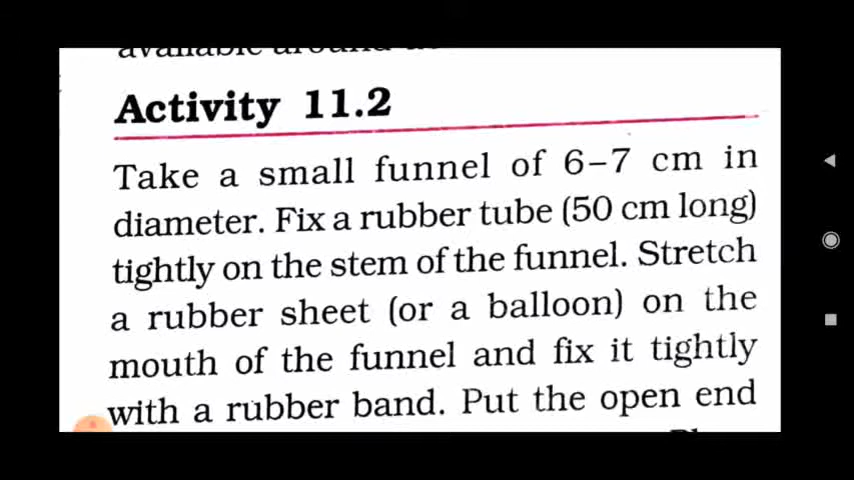 available around
Activity 11.2
Take a small funnel of 6–7 cm in
diameter. Fix a rubber tube (50 cm long)
tightly on the stem of the funnel. Stretch
a rubber sheet (or a balloon) on the
mouth of the funnel and fix it tightly
with a rubber band. Put the open end